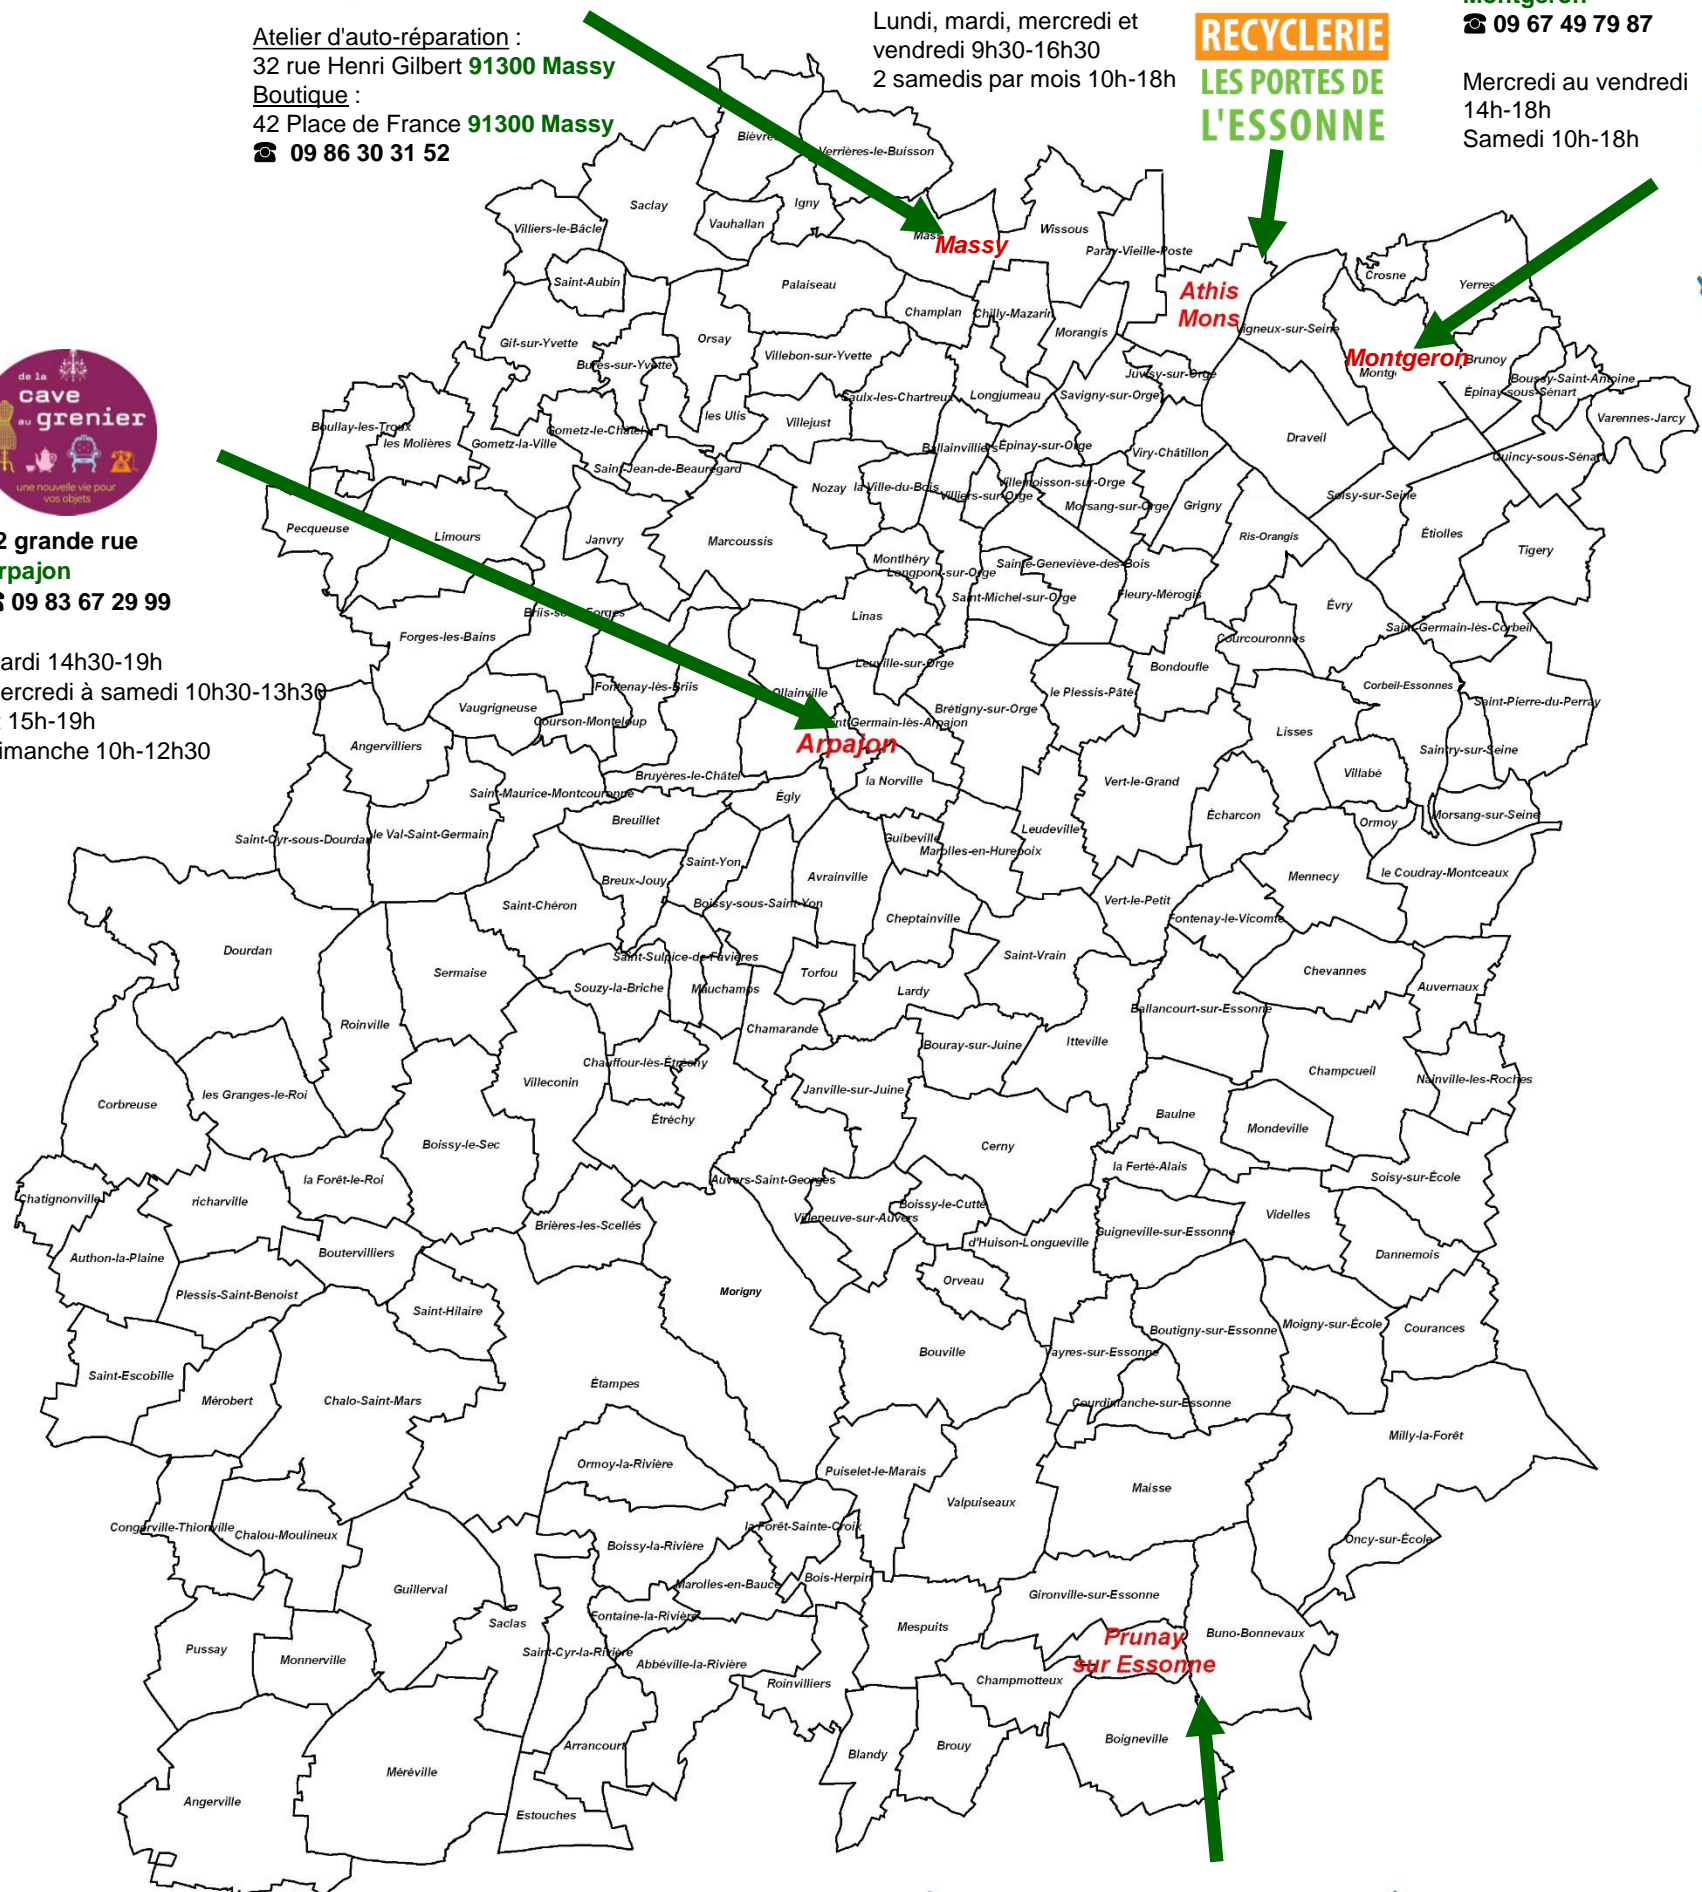 Montgeron
☎ 09 67 49 79 87
Mercredi au vendredi
14h-18h
Samedi 10h-18h
Lundi, mardi, mercredi et
vendredi 9h30-16h30
2 samedis par mois 10h-18h
RECYCLERIE
LES PORTES DE
L'ESSONNE
Atelier d'auto-réparation :
32 rue Henri Gilbert 91300 Massy
Boutique :
42 Place de France 91300 Massy
☎ 09 86 30 31 52
Verrières-le-Buisson
Saclay
Igny
Vauhallan
Villiers-le-Bâcle
Massy
Wissous
Paray-Vieille-Poste
Saint-Aubin
Palaiseau
Athis
Mons
Crosne
Yerres
Champlan
Chilly-Mazarin
Morangis
Vigneux-sur-Seine
Gif-sur-Yvette
Orsay
Villebon-sur-Yvette
Bures-sur-Yvette
Montgeron
Brunoy
Juvisy-sur-Orge
Boussy-Saint-Antoine
Épinay-sous-Sénart
Varennes-Jarcy
Saulx-les-Chartreux
Longjumeau
Savigny-sur-Orge
les Ulis
Villejust
Boullay-les-Troux
les Molières
Gometz-la-Ville
Gometz-le-Châtel
Draveil
Ballainvilliers
Épinay-sur-Orge
Viry-Châtillon
Quincy-sous-Sénart
Saint-Jean-de-Beauregard
Nozay
la Ville-du-Bois
Villiers-sur-Orge
Villemoisson-sur-Orge
Morsang-sur-Orge
Grigny
Soisy-sur-Seine
de la
cave
au grenier
une nouvelle vie pour
vos objets
Pecqueuse
Limours
Janvry
Marcoussis
Ris-Orangis
Étiolles
Tigery
Montlhéry
Longpont-sur-Orge
Sainte-Geneviève-des-Bois
Saint-Michel-sur-Orge
Fleury-Mérogis
Évry
2 grande rue
rpajon
09 83 67 29 99
ardi 14h30-19h
ercredi à samedi 10h30-13h30
15h-19h
imanche 10h-12h30
Linas
Saint-Germain-lès-Corbeil
Courcouronnes
Forges-les-Bains
Leuville-sur-Orge
Bondoufle
Fontenay-lès-Briis
Ollainville
le Plessis-Pâté
Corbeil-Essonnes
Saint-Pierre-du-Perray
Vaugrigneuse
Courson-Monteloup
Brétigny-sur-Orge
Lisses
Angervilliers
Arpajon
Saintry-sur-Seine
Bruyères-le-Châtel
la Norville
Vert-le-Grand
Villabé
Saint-Maurice-Montcouronne
Égly
Écharcon
Ormoy
Morsang-sur-Seine
Breuillet
Leudeville
Saint-Cyr-sous-Dourdan
le Val-Saint-Germain
Guibeville
Marolles-en-Hurepoix
Saint-Yon
Breux-Jouy
Avrainville
Mennecy
le Coudray-Montceaux
Saint-Chéron
Boissy-sous-Saint-Yon
Cheptainville
Vert-le-Petit
Fontenay-le-Vicomte
Dourdan
Saint-Sulpice-de-Favières
Saint-Vrain
Sermaise
Torfou
Chevannes
Souzy-la-Briche
Mauchamps
Lardy
Auvernaux
Ballancourt-sur-Essonne
Roinville
Chamarande
Bouray-sur-Juine
Itteville
Chauffour-lès-Étréchy
Champcueil
Nainville-les-Roches
Villeconin
Janville-sur-Juine
les Granges-le-Roi
Corbreuse
Étréchy
Baulne
Mondeville
Boissy-le-Sec
Cerny
la Ferté-Alais
Soisy-sur-École
la Forêt-le-Roi
Auvers-Saint-Georges
Chatignonville
richarville
Boissy-le-Cutté
Villeneuve-sur-Auvers
Videlles
Brières-les-Scellés
Guigneville-sur-Essonne
d'Huison-Longueville
Authon-la-Plaine
Boutervilliers
Dannemois
Orveau
Plessis-Saint-Benoist
Morigny
Saint-Hilaire
Boutigny-sur-Essonne
Moigny-sur-École
Courances
Bouville
Vayres-sur-Essonne
Saint-Escobille
Étampes
Mérobert
Chalo-Saint-Mars
Courdimanche-sur-Essonne
Milly-la-Forêt
Ormoy-la-Rivière
Puiselet-le-Marais
Maisse
Valpuiseaux
Congerville-Thionville
Chalou-Moulineux
la Forêt-Sainte-Croix
Oncy-sur-École
Boissy-la-Rivière
Bois-Herpin
Marolles-en-Bauce
Guillerval
Gironville-sur-Essonne
Fontaine-la-Rivière
Saclas
Mespuits
Buno-Bonnevaux
Prunay
sur Essonne
Pussay
Monnerville
Saint-Cyr-la-Rivière
Abbéville-la-Rivière
Roinvilliers
Champmotteux
Boigneville
Arrancourt
Blandy
Brouy
Méréville
Angerville
Estouches